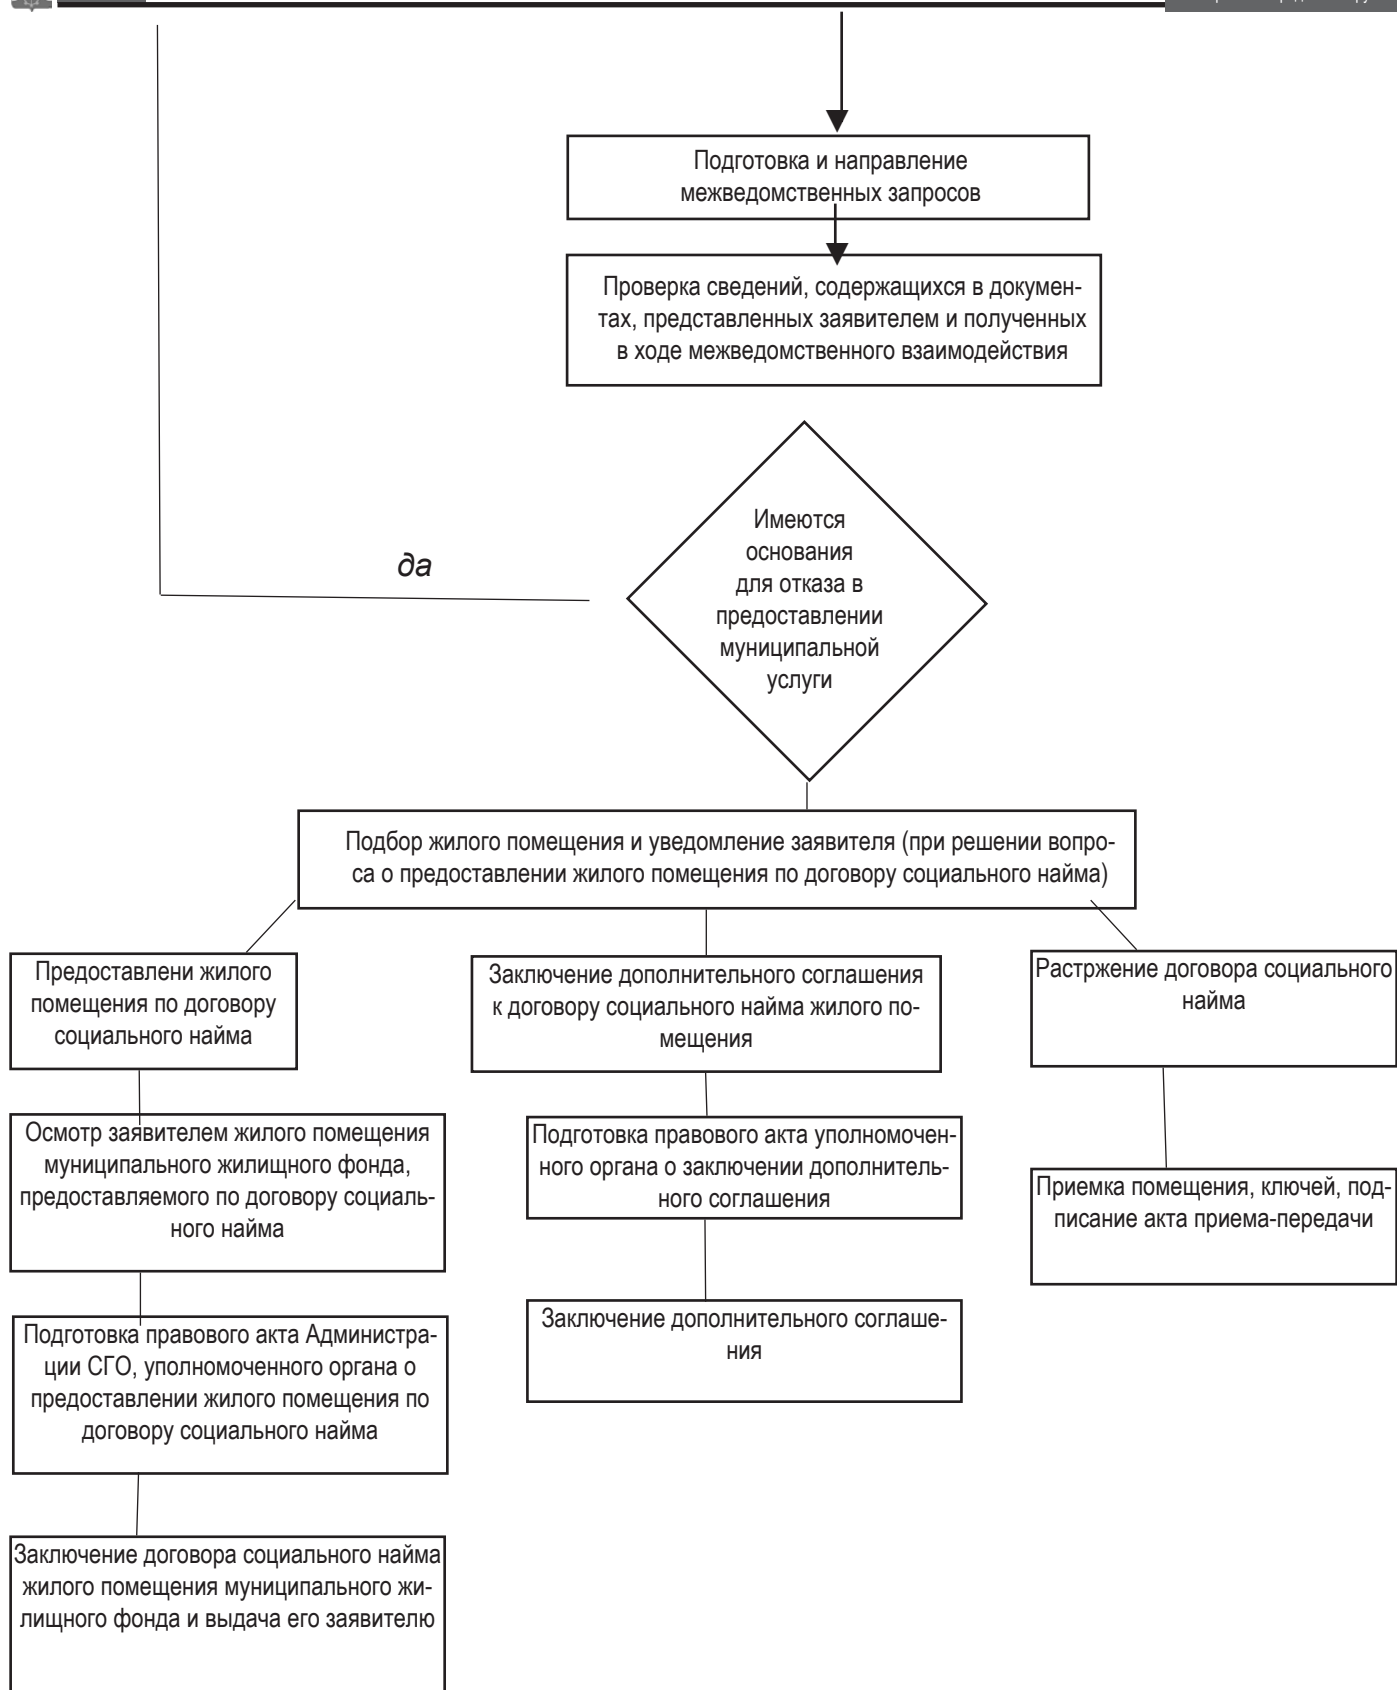 Подготовка и направление
межведомственных запросов
Проверка сведений, содержащихся в докумен-
тах, представленных заявителем и полученных
в ходе межведомственного взаимодействия
Имеются
основания
для отказа в
предоставлении
муниципальной
услуги
да
Подбор жилого помещения и уведомление заявителя (при решении вопро-
са о предоставлении жилого помещения по договору социального найма)
Предоставлени жилого
помещения по договору
социального найма
Осмотр заявителем жилого помещения
муниципального жилищного фонда,
предоставляемого по договору социаль-
ного найма
Подготовка правового акта Администра-
ции СГО, уполномоченного органа о
предоставлении жилого помещения по
договору социального найма
Заключение договора социального найма
жилого помещения муниципального жи-
лищного фонда и выдача его заявителю
Заключение дополнительного соглашения
к договору социального найма жилого по-
мещения
Подготовка правового акта уполномочен-
ного органа о заключении дополнитель-
ного соглашения
Заключение дополнительного соглаше-
ния
Растржение договора социального
найма
Приемка помещения, ключей, под-
писание акта приема-передачи